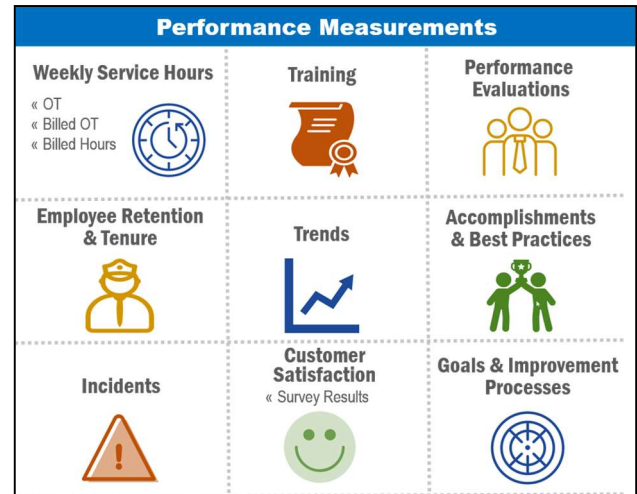 Performance Measurements
Weekly Service Hours
« OT
« Billed OT
« Billed Hours
Training
Performance
Evaluations
Employee Retention
& Tenure
Trends
Accomplishments
& Best Practices
Incidents
!
Customer
Satisfaction
« Survey Results
Goals & Improvement
Processes